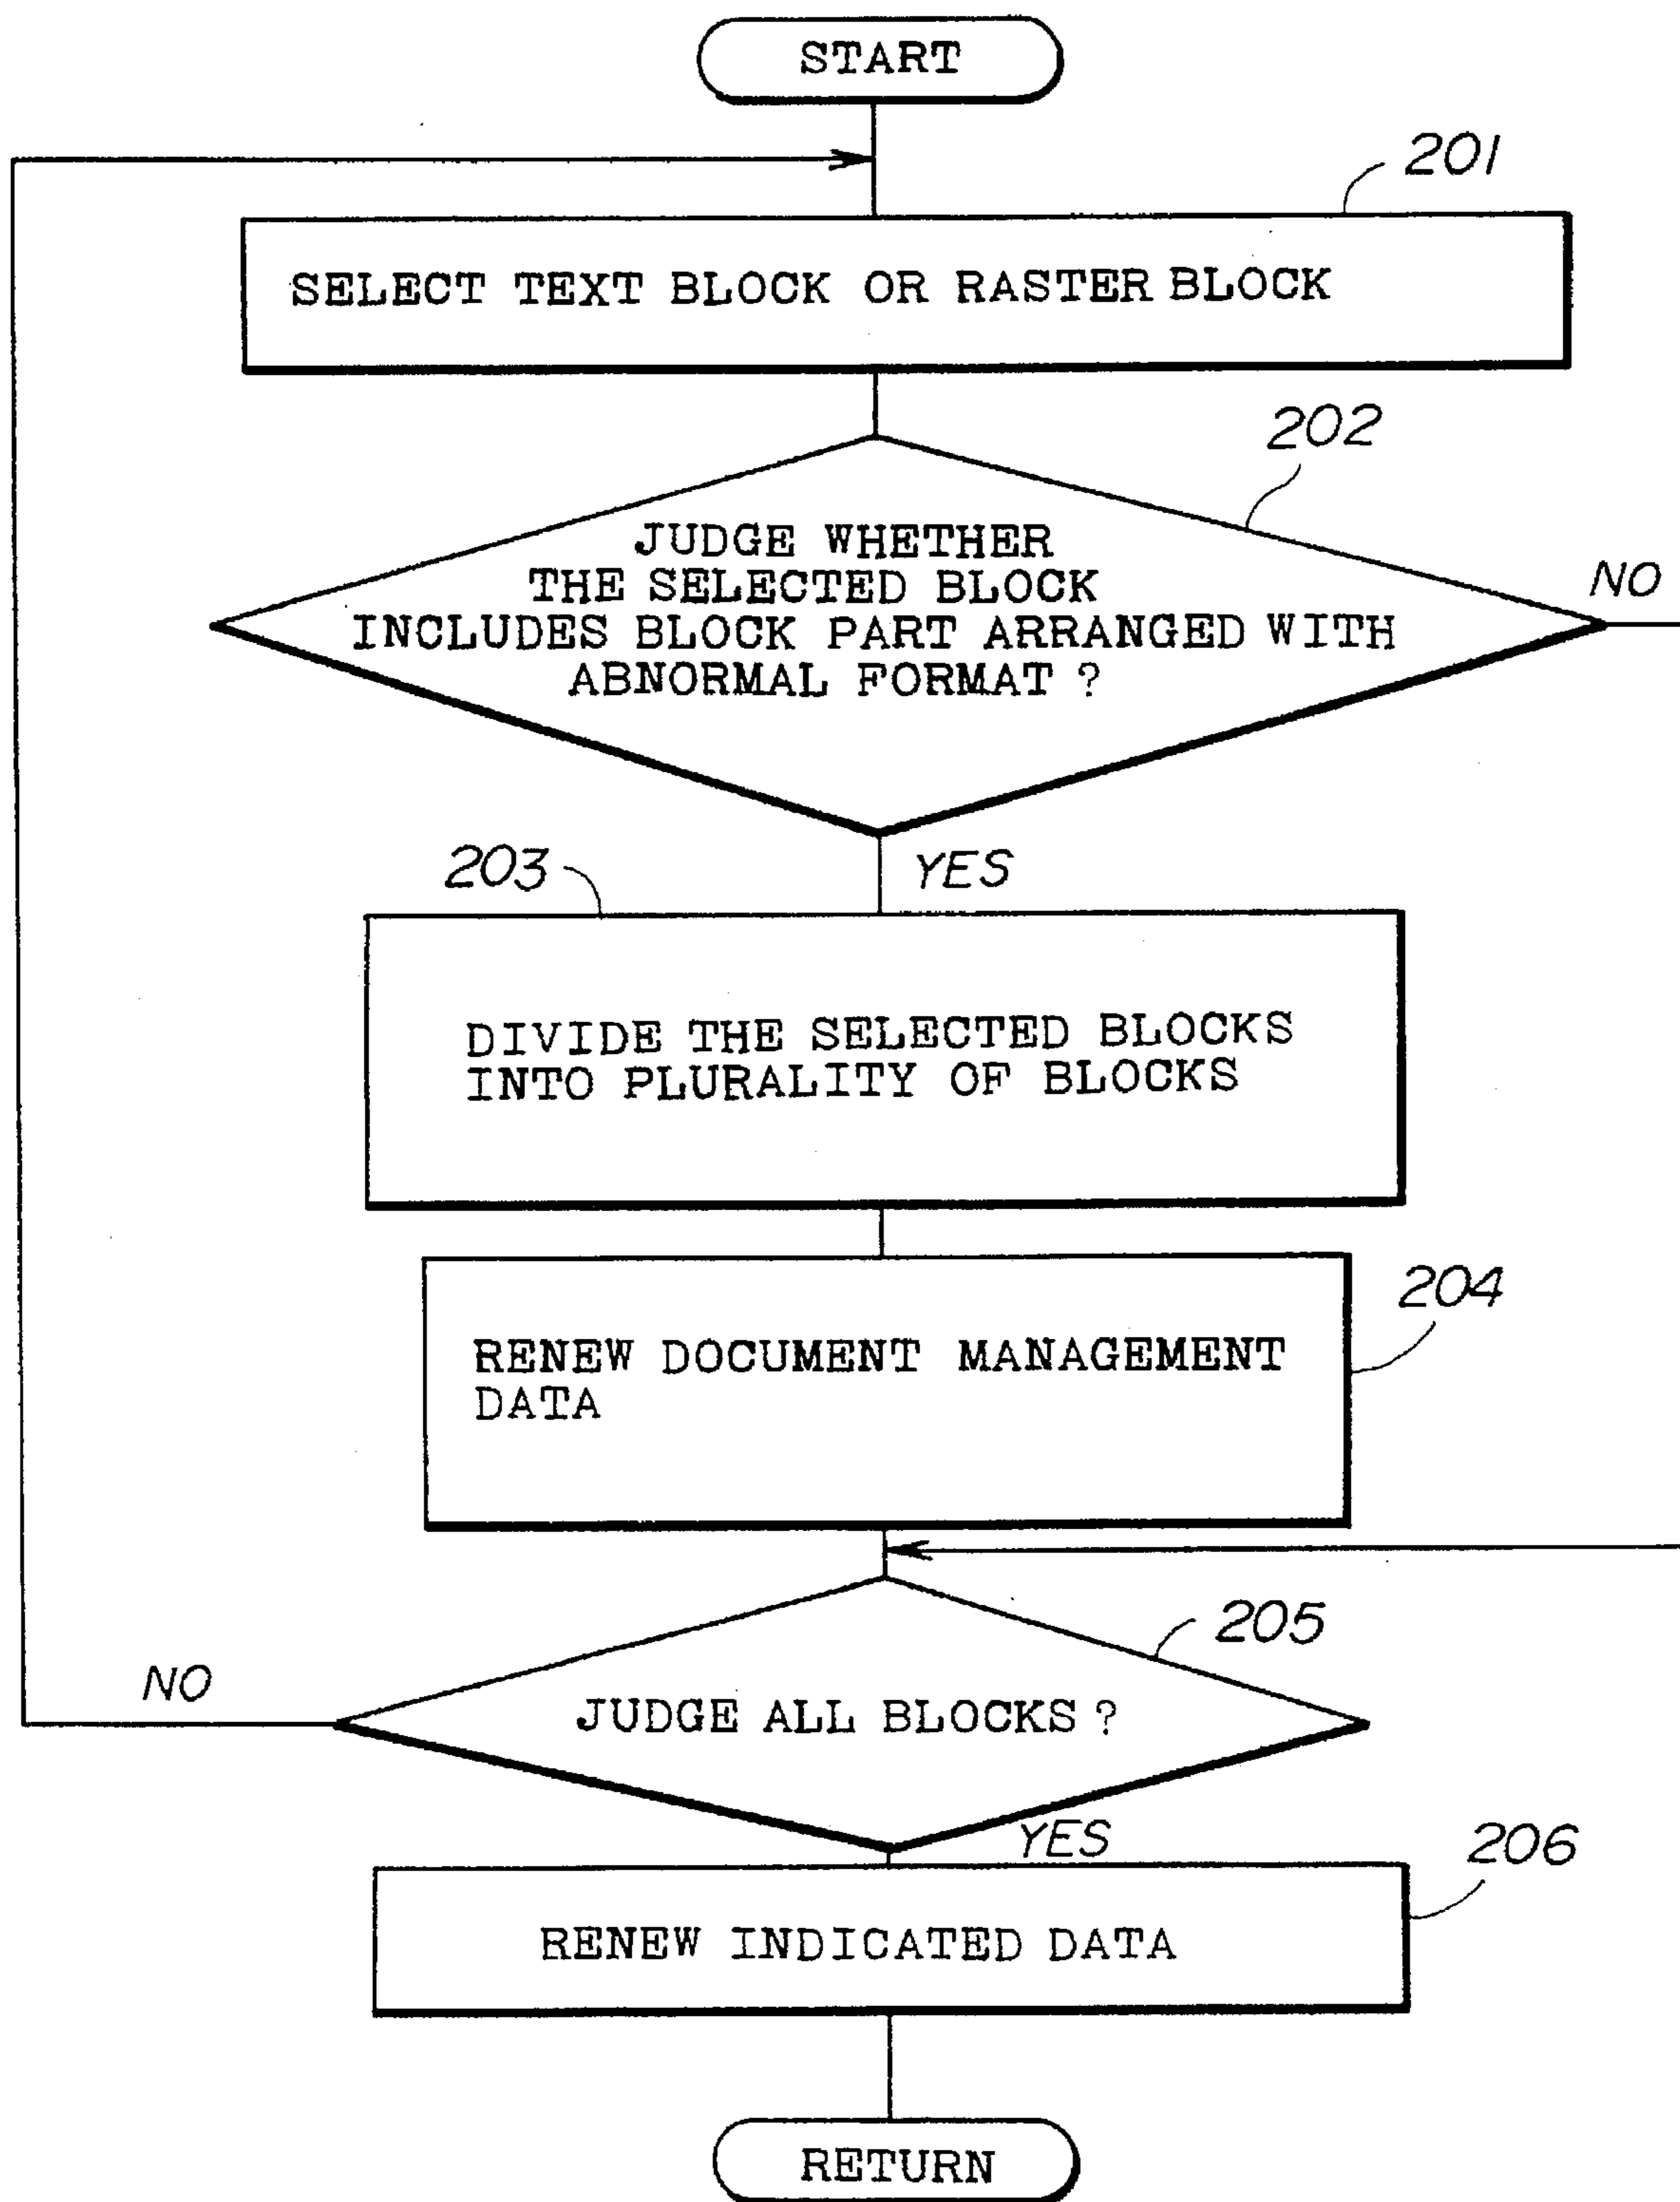 START
201
SELECT TEXT BLOCK OR RASTER BLOCK
202
JUDGE WHETHER
THE SELECTED BLOCK
INCLUDES BLOCK PART ARRANGED WITH
ABNORMAL FORMAT ?
NO
YES
203
DIVIDE THE SELECTED BLOCKS
INTO PLURALITY OF BLOCKS
204
RENEW DOCUMENT MANAGEMENT
DATA
205
JUDGE ALL BLOCKS ?
NO
YES
206
RENEW INDICATED DATA
RETURN